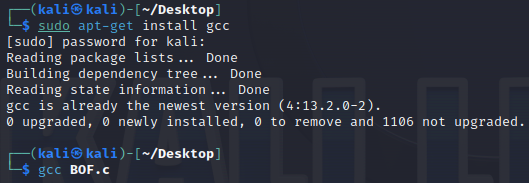 ┌──(kali㉿kali)-[~/Desktop]
└─$ sudo apt-get install gcc
[sudo] password for kali:
Reading package lists... Done
Building dependency tree... Done
Reading state information... Done
gcc is already the newest version (4:13.2.0-2).
0 upgraded, 0 newly installed, 0 to remove and 1106 not upgraded.
┌──(kali㉿kali)-[~/Desktop]
└─$ gcc BOF.c